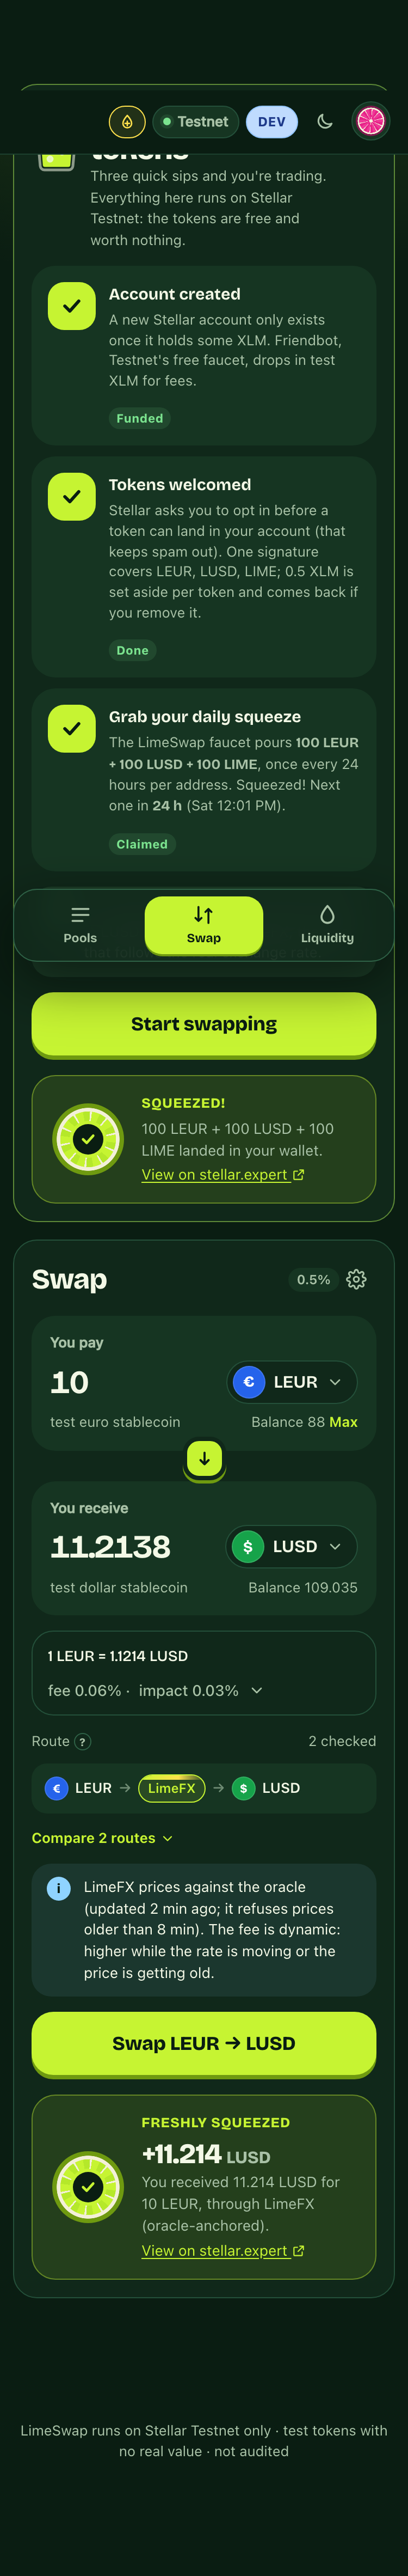 Testnet
DEV
tokens
Three quick sips and you're trading.
Everything here runs on Stellar
Testnet: the tokens are free and
worth nothing.
Account created
A new Stellar account only exists
once it holds some XLM. Friendbot,
Testnet's free faucet, drops in test
XLM for fees.
Funded
Tokens welcomed
Stellar asks you to opt in before a
token can land in your account (that
keeps spam out). One signature
covers LEUR, LUSD, LIME; 0.5 XLM is
set aside per token and comes back if
you remove it.
Done
Grab your daily squeeze
The LimeSwap faucet pours 100 LEUR
+ 100 LUSD + 100 LIME, once every 24
hours per address. Squeezed! Next
one in 24 h (Sat 12:01 PM).
Claimed
Pools
Swap
Liquidity
Start swapping
SQUEEZED!
100 LEUR + 100 LUSD + 100
LIME landed in your wallet.
View on stellar.expert
Swap
0.5%
You pay
10
€ LEUR
test euro stablecoin
Balance 88 Max
You receive
11.2138
$ LUSD
test dollar stablecoin
Balance 109.035
1 LEUR = 1.1214 LUSD
fee 0.06% · impact 0.03%
Route ?
2 checked
€ LEUR → LimeFX → $ LUSD
Compare 2 routes
i
LimeFX prices against the oracle
(updated 2 min ago; it refuses prices
older than 8 min). The fee is dynamic:
higher while the rate is moving or the
price is getting old.
Swap LEUR → LUSD
FRESHLY SQUEEZED
+11.214 LUSD
You received 11.214 LUSD for
10 LEUR, through LimeFX
(oracle-anchored).
View on stellar.expert
LimeSwap runs on Stellar Testnet only · test tokens with
no real value · not audited